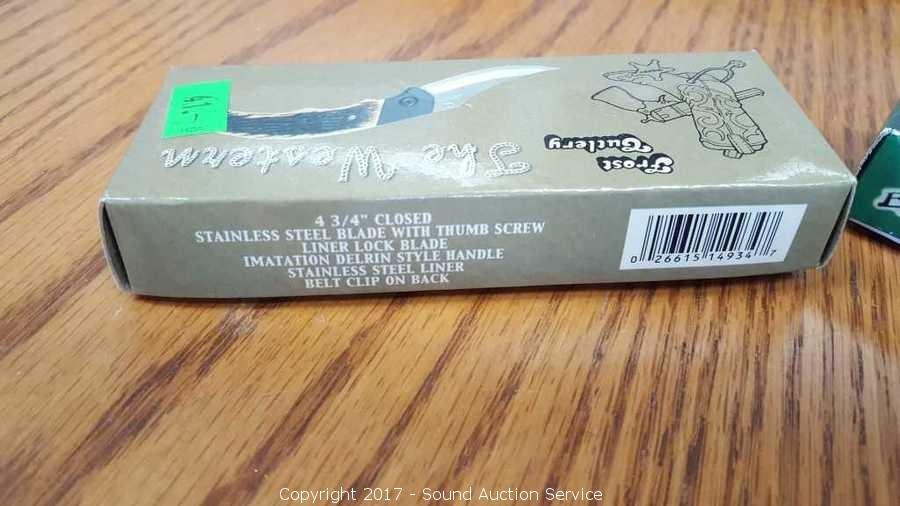 Frost
Cutlery
The Western
4 3/4" CLOSED
STAINLESS STEEL BLADE WITH THUMB SCREW
LINER LOCK BLADE
IMATATION DELRIN STYLE HANDLE
STAINLESS STEEL LINER
BELT CLIP ON BACK
0 26615 14934 7
Copyright 2017 - Sound Auction Service